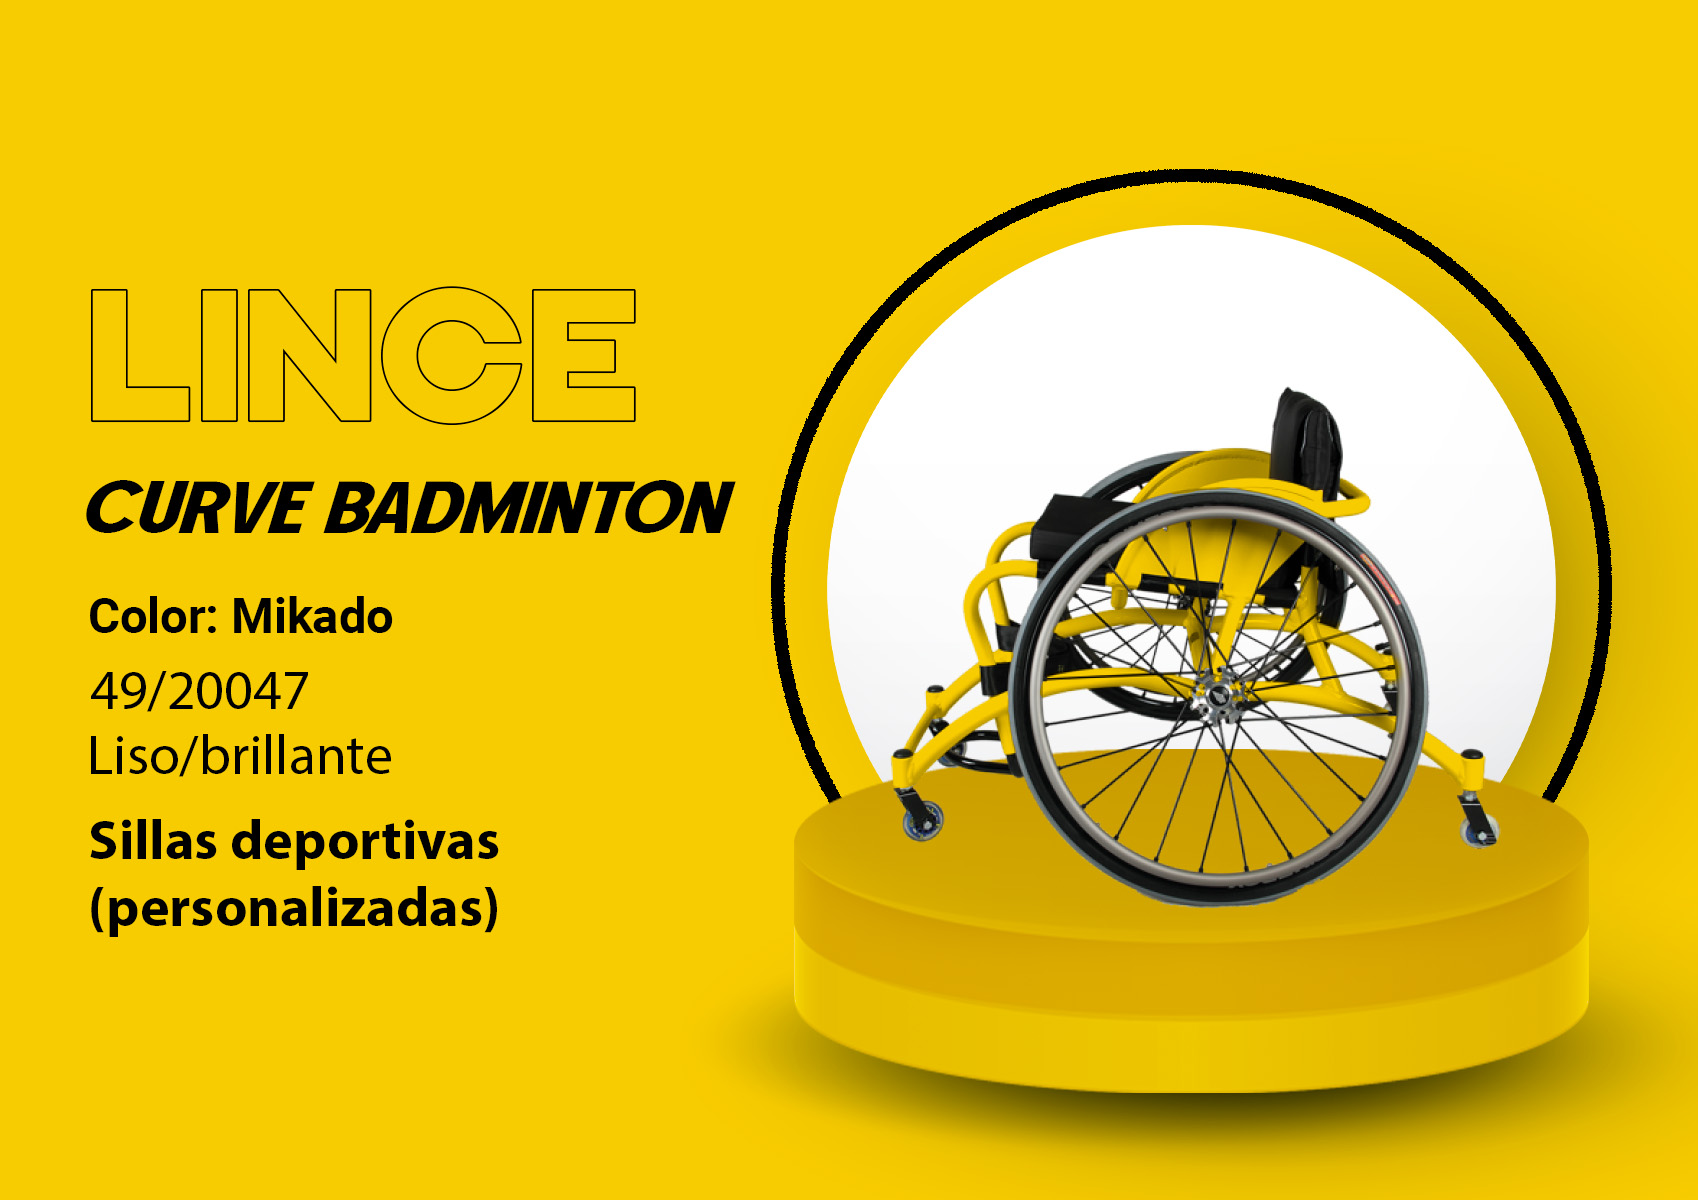 LINCE
CURVE BADMINTON
Color: Mikado
49/20047
Liso/brillante
Sillas deportivas
(personalizadas)